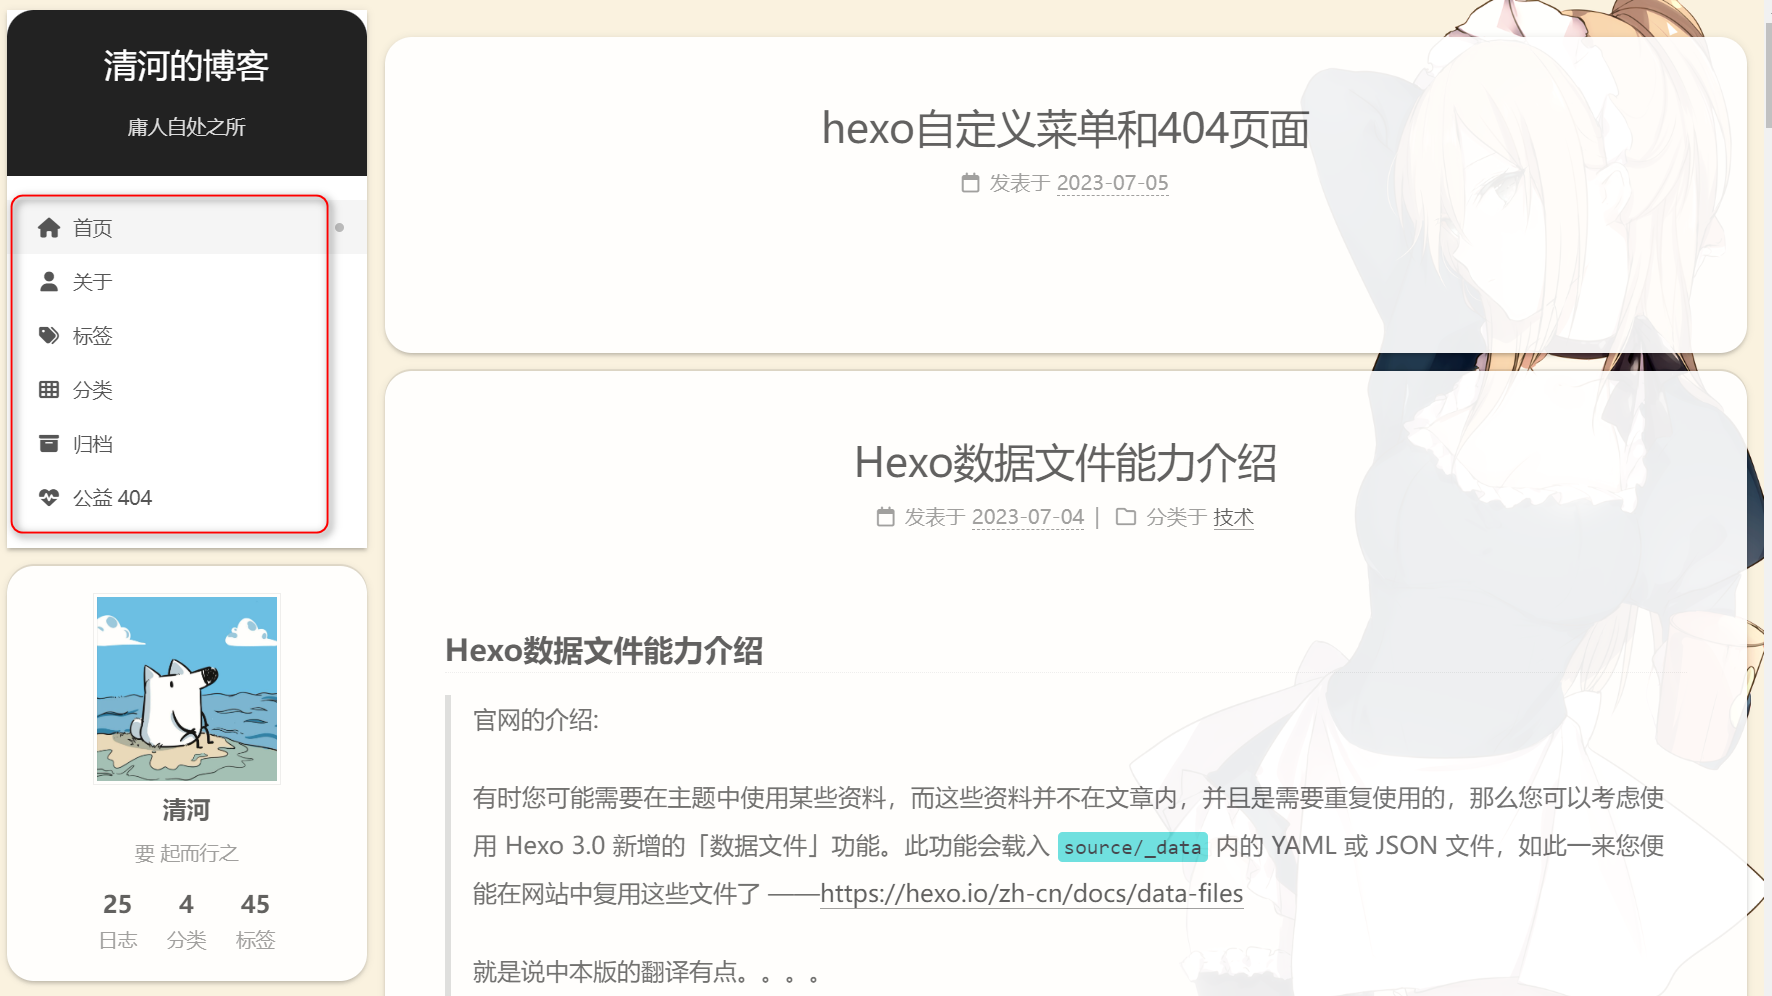 清河的博客
庸人自处之所
首页
关于
标签
分类
归档
公益 404
清河
要 起而行之
25 4 45
日志 分类 标签
hexo自定义菜单和404页面
发表于 2023-07-05
Hexo数据文件能力介绍
发表于 2023-07-04 | 分类于 技术
Hexo数据文件能力介绍
官网的介绍:
有时您可能需要在主题中使用某些资料，而这些资料并不在文章内，并且是需要重复使用的，那么您可以考虑使
用 Hexo 3.0 新增的「数据文件」功能。此功能会载入 source/_data 内的 YAML 或 JSON 文件，如此一来您便
能在网站中复用这些文件了 ——https://hexo.io/zh-cn/docs/data-files
就是说中本版的翻译有点。。。。